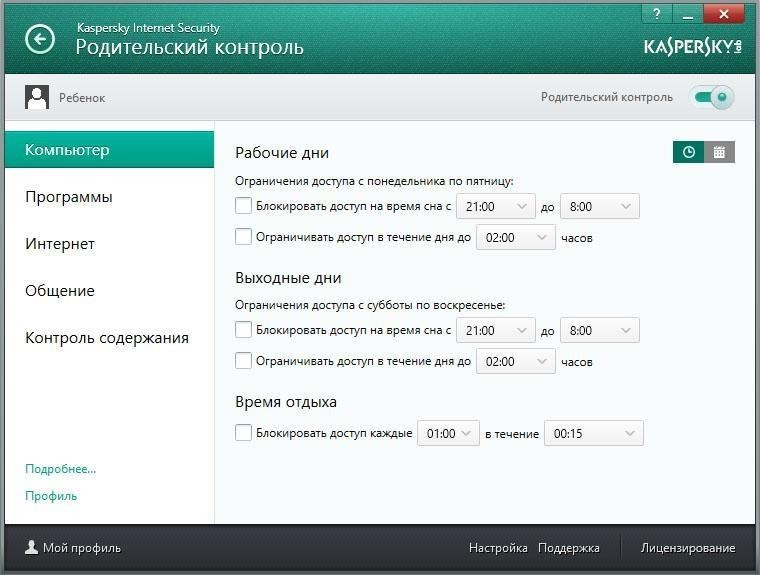 Kaspersky Internet Security
Родительский контроль
?
KASPERSKY lab
Ребенок
Родительский контроль
Компьютер
Программы
Интернет
Общение
Контроль содержания
Подробнее...
Профиль
Рабочие дни
Ограничения доступа с понедельника по пятницу:
Блокировать доступ на время сна с 21:00 до 8:00
Ограничивать доступ в течение дня до 02:00 часов
Выходные дни
Ограничения доступа с субботы по воскресенье:
Блокировать доступ на время сна с 21:00 до 8:00
Ограничивать доступ в течение дня до 02:00 часов
Время отдыха
Блокировать доступ каждые 01:00 в течение 00:15
Мой профиль
Настройка Поддержка Лицензирование